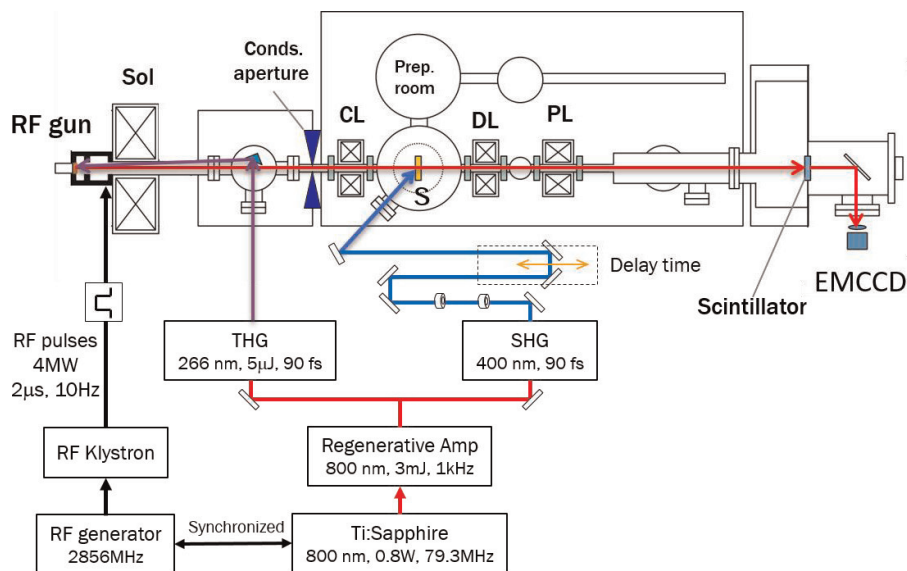 Conds.
aperture
Sol
Prep.
room
CL
DL
PL
RF gun
S
Delay time
EMCCD
Scintillator
RF pulses
4MW
2μs, 10Hz
THG
266 nm, 5μJ, 90 fs
SHG
400 nm, 90 fs
RF Klystron
Regenerative Amp
800 nm, 3mJ, 1kHz
RF generator
2856MHz
Synchronized
Ti:Sapphire
800 nm, 0.8W, 79.3MHz